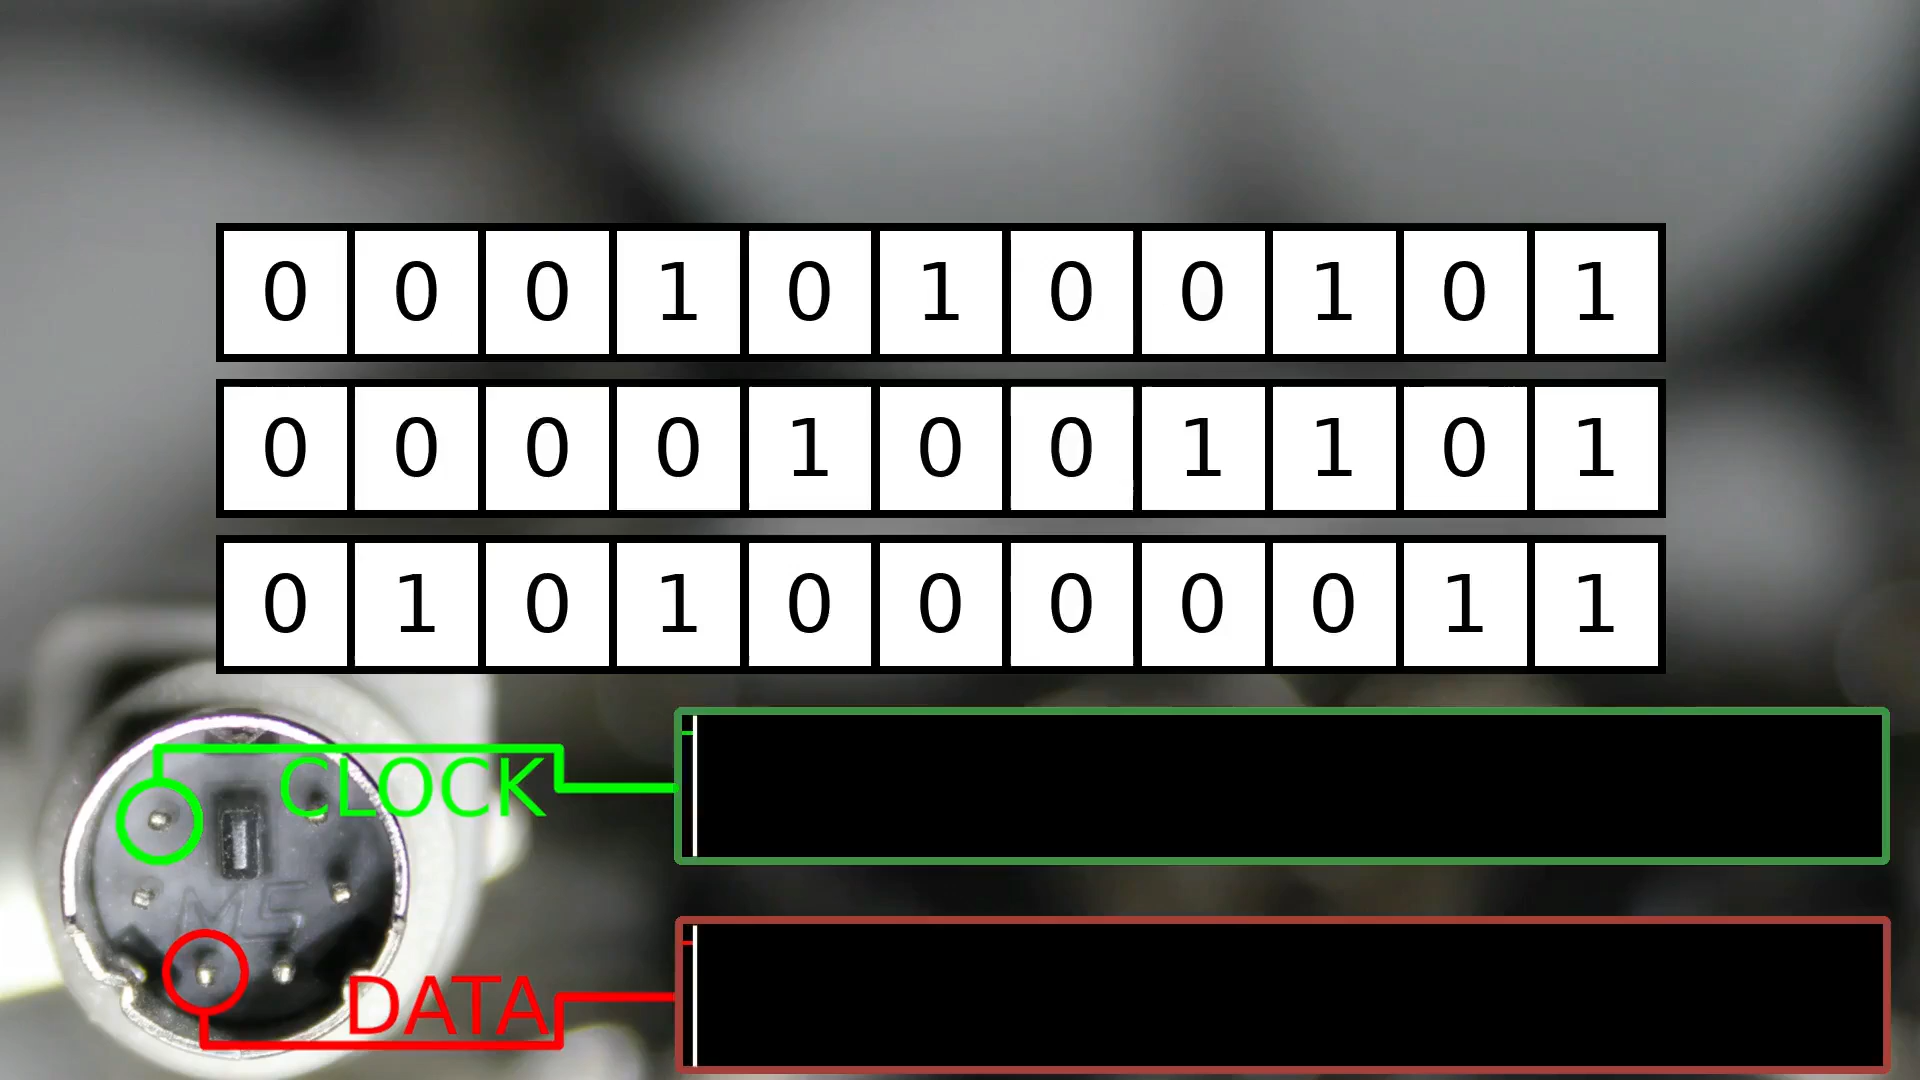 0 0 0 1 0 1 0 0 1 0 1
0 0 0 0 1 0 0 1 1 0 1
0 1 0 1 0 0 0 0 0 1 1
CLOCK
M5
DATA